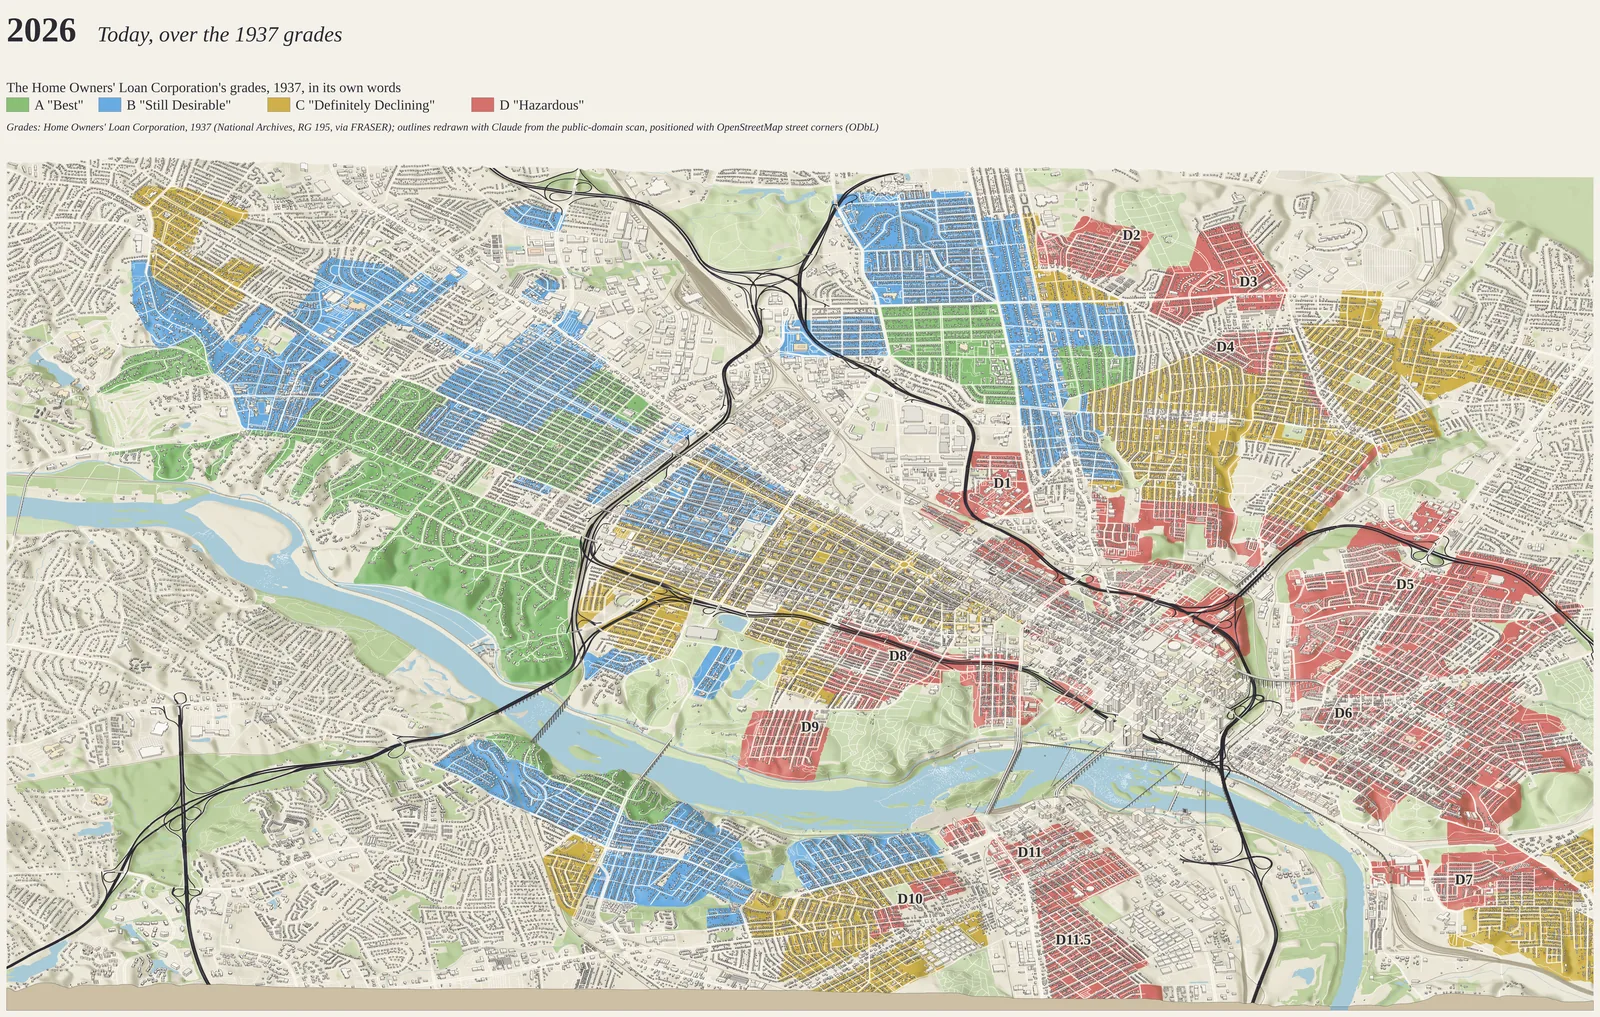 2026 Today, over the 1937 grades
The Home Owners' Loan Corporation's grades, 1937, in its own words
A "Best" B "Still Desirable" C "Definitely Declining" D "Hazardous"
Grades: Home Owners' Loan Corporation, 1937 (National Archives, RG 195, via FRASER); outlines redrawn with Claude from the public-domain scan, positioned with OpenStreetMap street corners (ODbL)
D2
D3
D4
D1
D5
D8
D6
D9
D11
D7
D10
D11.5